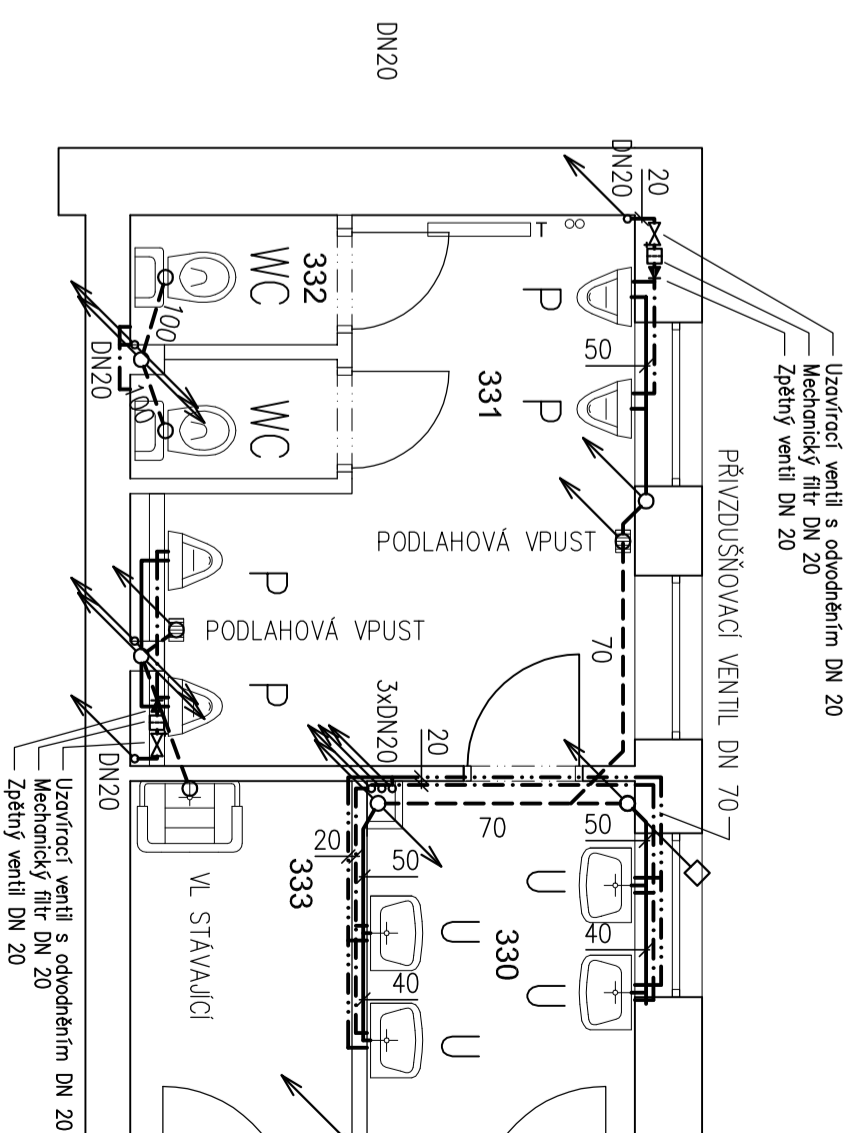 DN20
Uzavírací ventil s odvodněním DN 20
Mechanický filtr DN 20
Zpětný ventil DN 20
PŘIVZDUŠŇOVACÍ VENTIL DN 70
DN20
20
T
332
WC
100
DN20
100
WC
331
P
50
P
PODLAHOVÁ VPUST
70
P
PODLAHOVÁ VPUST
P
3xDN20
20
DN20
Uzavírací ventil s odvodněním DN 20
Mechanický filtr DN 20
Zpětný ventil DN 20
VL STÁVAJÍCÍ
333
20
50
40
70
330
U
U
U
U
50
40